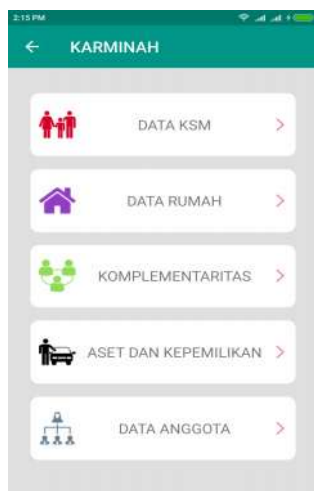 2:15 PM
KARMINAH
DATA KSM
DATA RUMAH
KOMPLEMENTARITAS
ASET DAN KEPEMILIKAN
DATA ANGGOTA